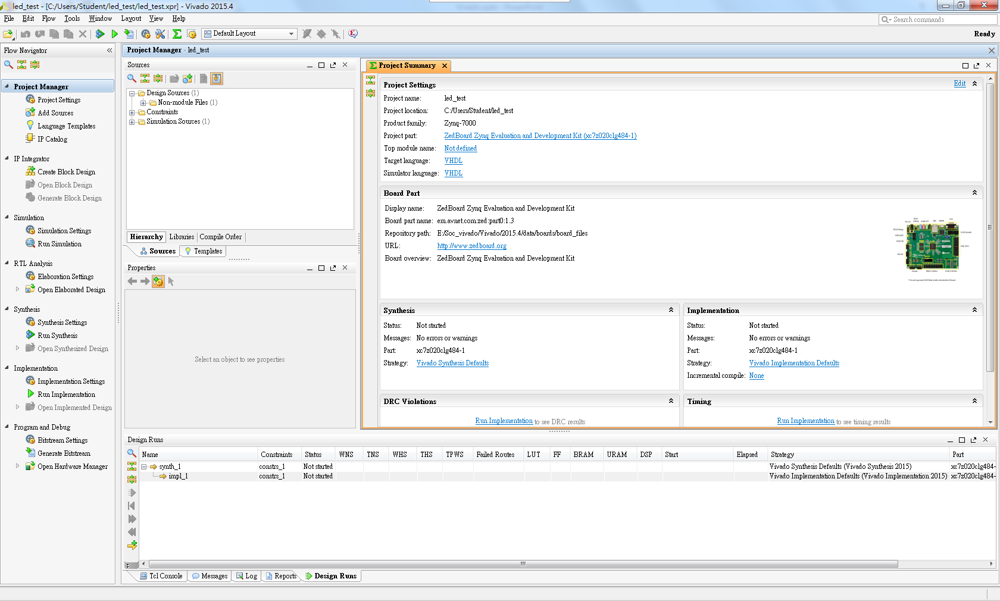 led_test - [C:/Users/Student/led_test/led_test.xpr] - Vivado 2015.4
File Edit Flow Tools Window Layout View Help
Search commands
Default Layout
Ready
Flow Navigator
Project Manager
Project Settings
Add Sources
Language Templates
IP Catalog
IP Integrator
Create Block Design
Open Block Design
Generate Block Design
Simulation
Simulation Settings
Run Simulation
RTL Analysis
Elaboration Settings
Open Elaborated Design
Synthesis
Synthesis Settings
Run Synthesis
Open Synthesized Design
Implementation
Implementation Settings
Run Implementation
Open Implemented Design
Program and Debug
Bitstream Settings
Generate Bitstream
Open Hardware Manager
Project Manager - led_test
Sources
Design Sources (1)
Non-module Files (1)
Constraints
Simulation Sources (1)
Hierarchy Libraries Compile Order
Sources Templates
Properties
Select an object to see properties
Project Summary
Project Settings Edit
Project name: led_test
Project location: C:/Users/Student/led_test
Product family: Zynq-7000
Project part: ZedBoard Zynq Evaluation and Development Kit (xc7z020clg484-1)
Top module name: Not defined
Target language: VHDL
Simulator language: VHDL
Board Part
Display name: ZedBoard Zynq Evaluation and Development Kit
Board part name: em.avnet.com:zed:part0:1.3
Repository path: E:/Soc_vivado/Vivado/2015.4/data/boards/board_files
URL: http://www.zedboard.org
Board overview: ZedBoard Zynq Evaluation and Development Kit
Synthesis
Status: Not started
Messages: No errors or warnings
Part: xc7z020clg484-1
Strategy: Vivado Synthesis Defaults
Implementation
Status: Not started
Messages: No errors or warnings
Part: xc7z020clg484-1
Strategy: Vivado Implementation Defaults
Incremental compile: None
DRC Violations
Run Implementation to see DRC results
Timing
Run Implementation to see timing results
Design Runs
Name Constraints Status WNS TNS WHS THS TPWS Failed Routes LUT FF BRAM URAM DSP Start Elapsed Strategy Part
synth_1 constrs_1 Not started Vivado Synthesis Defaults (Vivado Synthesis 2015) xc7z020clg484-
impl_1 constrs_1 Not started Vivado Implementation Defaults (Vivado Implementation 2015) xc7z020clg484-
Tcl Console Messages Log Reports Design Runs